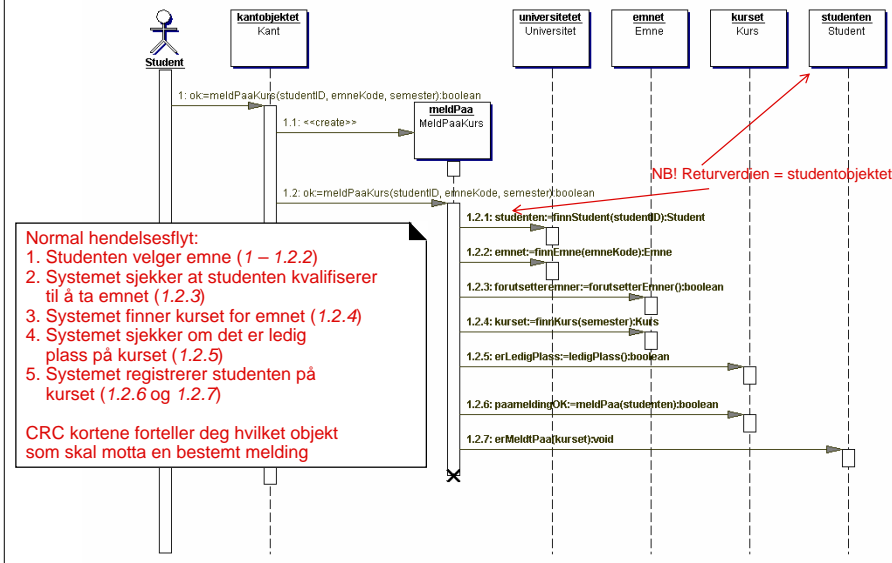 kantobjektet
Kant
universitetet
Universitet
emnet
Emne
kurset
Kurs
studenten
Student
Student
1: ok:=meldPaaKurs(studentID, emneKode, semester):boolean
meldPaa
MeldPaaKurs
1.1: <<create>>
NB! Returverdien = studentobjektet
1.2: ok:=meldPaaKurs(studentID, emneKode, semester):boolean
1.2.1: studenten:=finnStudent(studentID):Student
1.2.2: emnet:=finnEmne(emneKode):Emne
1.2.3: forutsetteremner:=forutsetterEmner():boolean
1.2.4: kurset:=finnKurs(semester):Kurs
1.2.5: erLedigPlass:=ledigPlass():boolean
1.2.6: paameldingOK:=meldPaa(studenten):boolean
1.2.7: erMeldtPaa(kurset):void
Normal hendelsesflyt:
1. Studenten velger emne (1 – 1.2.2)
2. Systemet sjekker at studenten kvalifiserer
til å ta emnet (1.2.3)
3. Systemet finner kurset for emnet (1.2.4)
4. Systemet sjekker om det er ledig
plass på kurset (1.2.5)
5. Systemet registrerer studenten på
kurset (1.2.6 og 1.2.7)
CRC kortene forteller deg hvilket objekt
som skal motta en bestemt melding